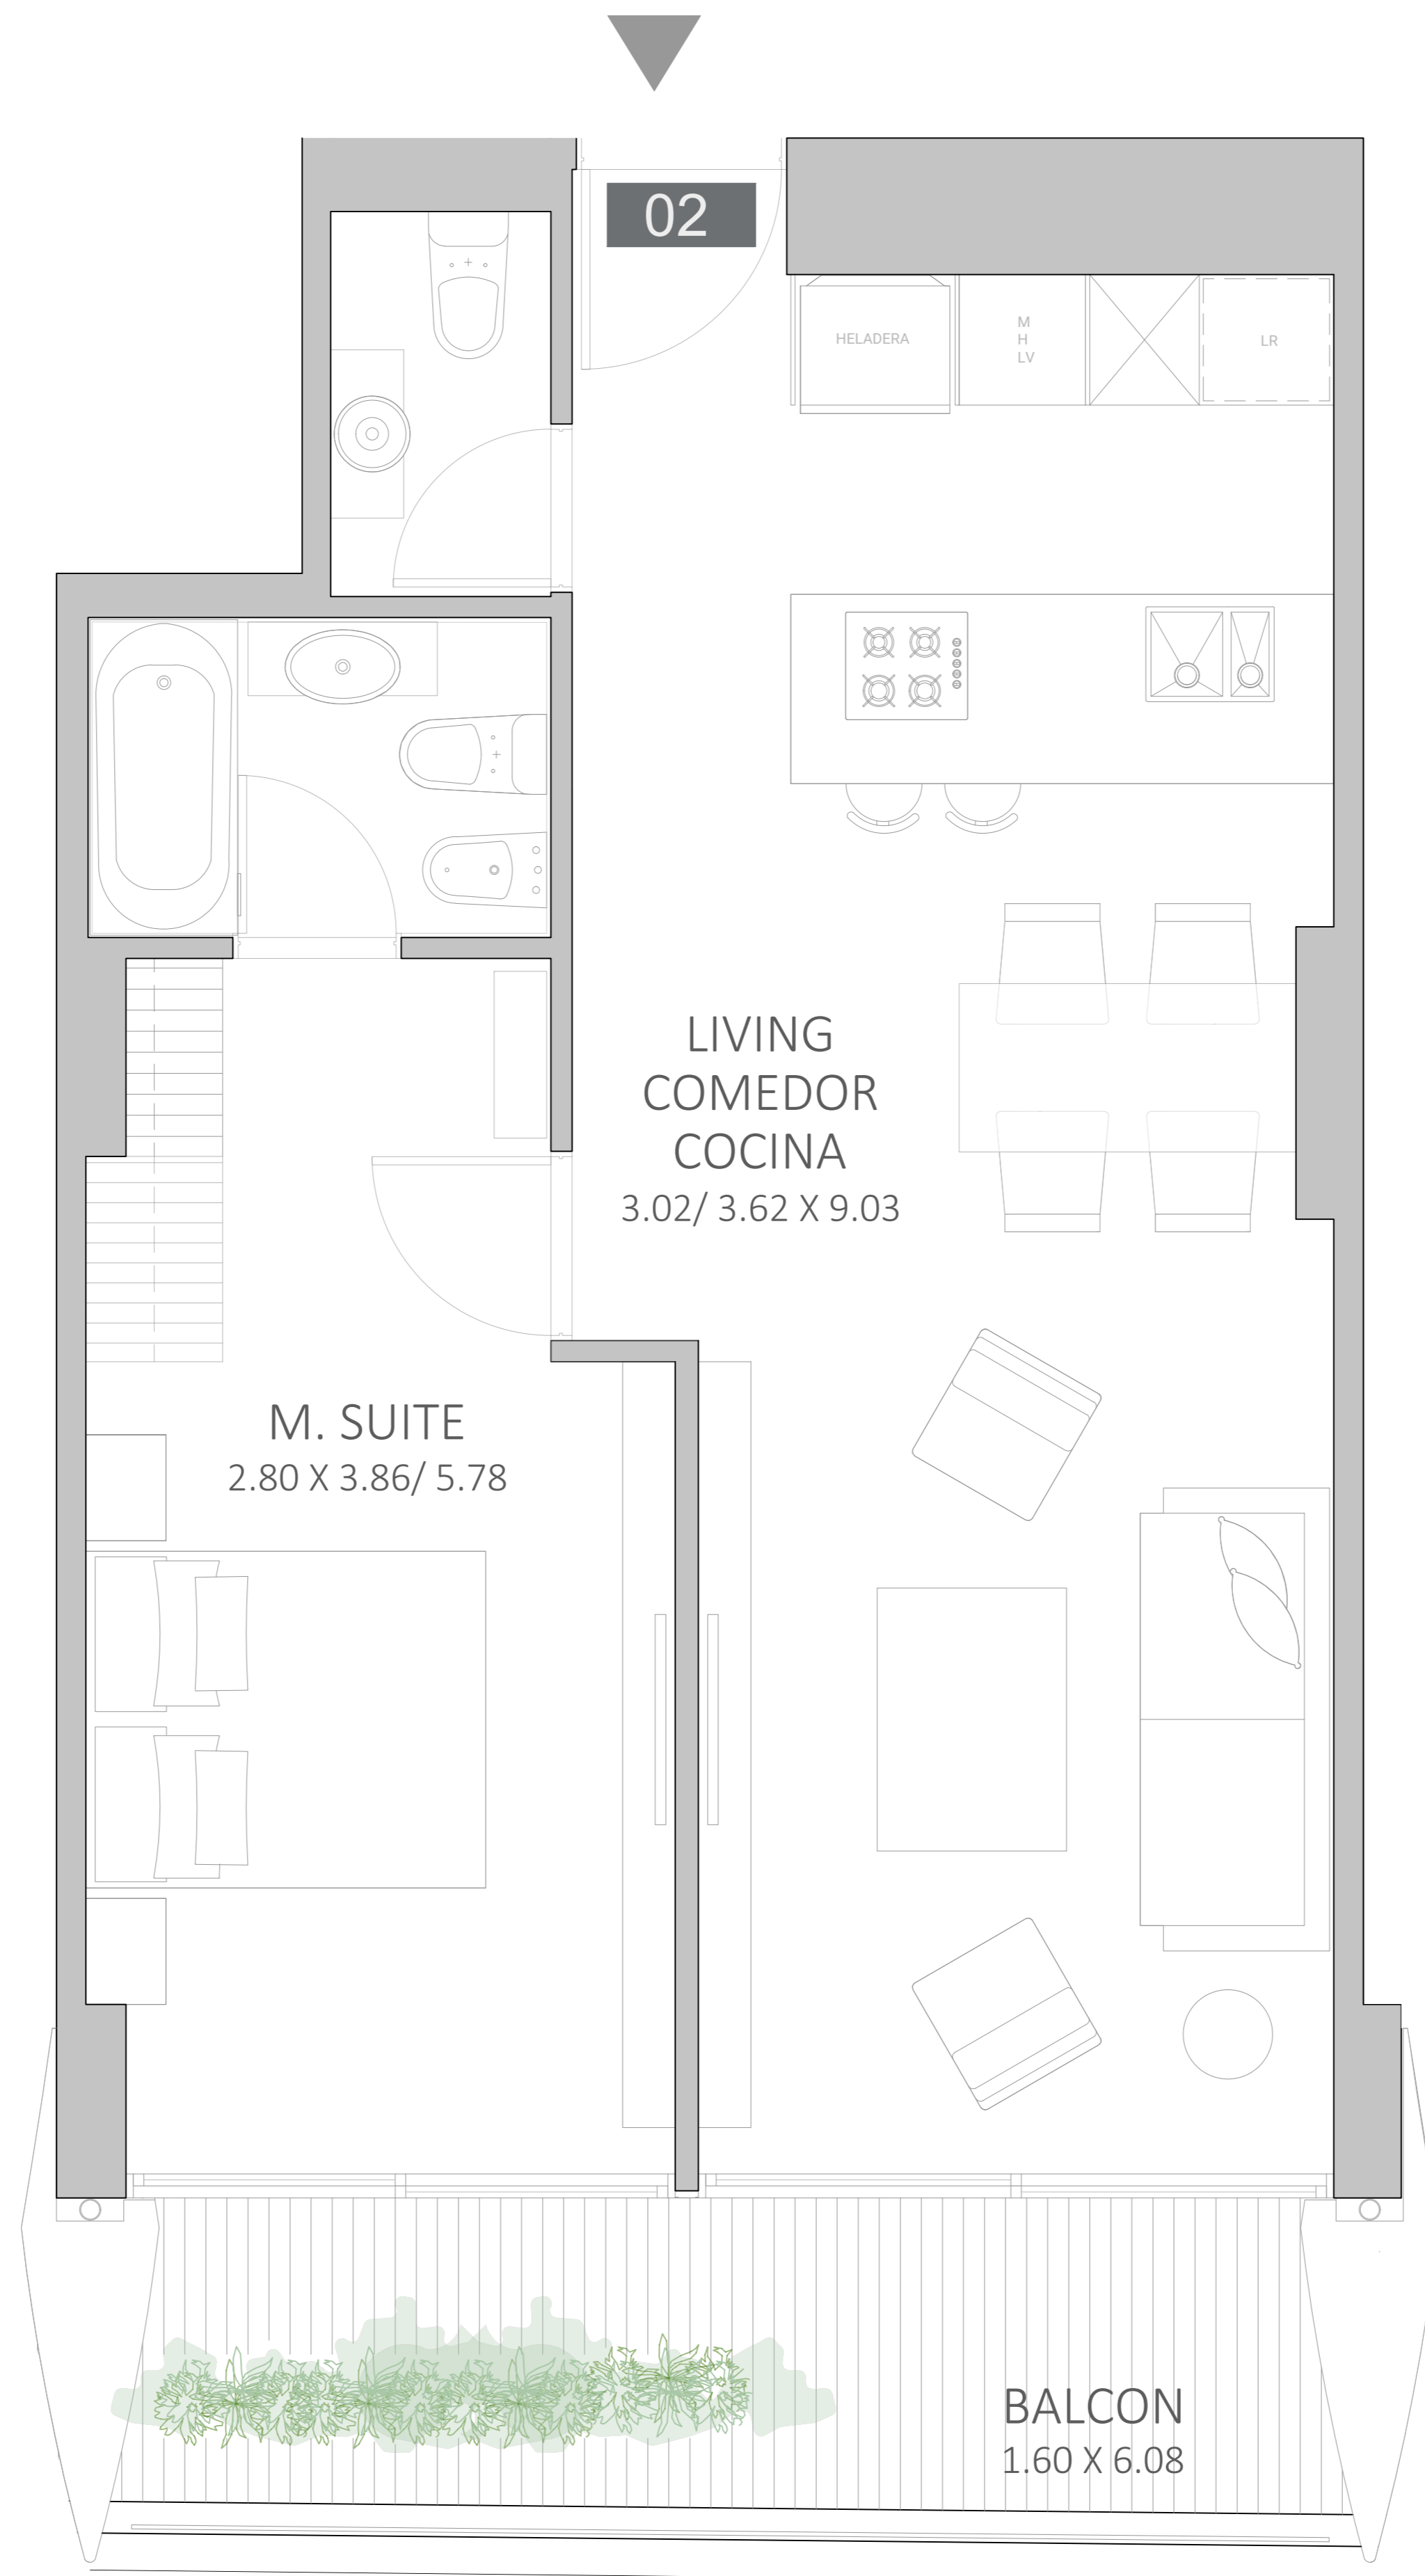 02
HELADERA
M
H
LV
LR
LIVING
COMEDOR
COCINA
3.02/ 3.62 X 9.03
M. SUITE
2.80 X 3.86/ 5.78
BALCON
1.60 X 6.08